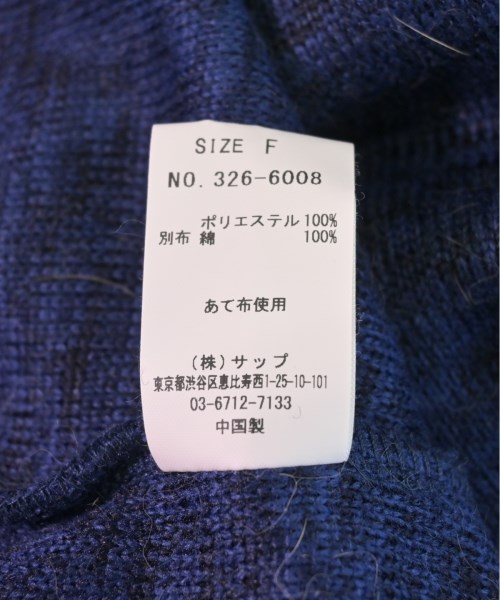 SIZE F
NO. 326-6008
ポリエステル 100%
別布 綿 100%
あて布使用
(株)サップ
東京都渋谷区恵比寿西1-25-10-101
03-6712-7133
中国製